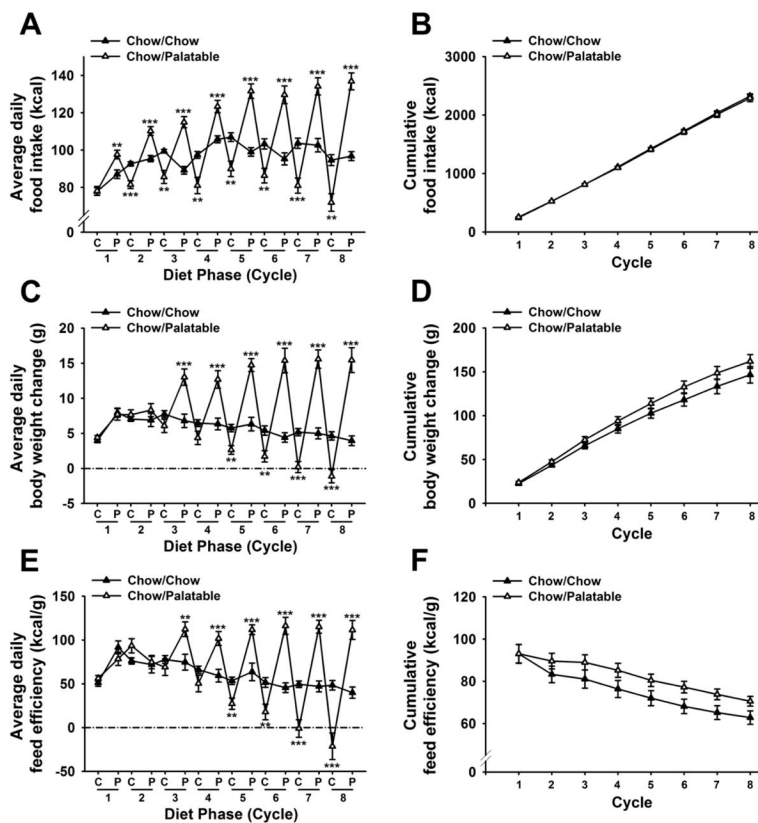 A
Chow/Chow
Chow/Palatable
Average daily
food intake (kcal)
140
120
100
80
0
** *** *** *** *** *** *** ***
*** ** ** ** ** *** **
C P C P C P C P C P C P C P C P
1 2 3 4 5 6 7 8
Diet Phase (Cycle)
B
Chow/Chow
Chow/Palatable
Cumulative
food intake (kcal)
3000
2000
1000
0
1 2 3 4 5 6 7 8
Cycle
C
Chow/Chow
Chow/Palatable
Average daily
body weight change (g)
20
15
10
5
0
-5
*** *** *** *** *** ***
** ** *** ***
C P C P C P C P C P C P C P C P
1 2 3 4 5 6 7 8
Diet Phase (Cycle)
D
Chow/Chow
Chow/Palatable
Cumulative
body weight change (g)
200
150
100
50
0
1 2 3 4 5 6 7 8
Cycle
E
Chow/Chow
Chow/Palatable
Average daily
feed efficiency (kcal/g)
150
100
50
0
-50
** *** *** *** *** ***
** ** *** ***
C P C P C P C P C P C P C P C P
1 2 3 4 5 6 7 8
Diet Phase (Cycle)
F
Chow/Chow
Chow/Palatable
Cumulative
feed efficiency (kcal/g)
120
100
80
60
0
1 2 3 4 5 6 7 8
Cycle